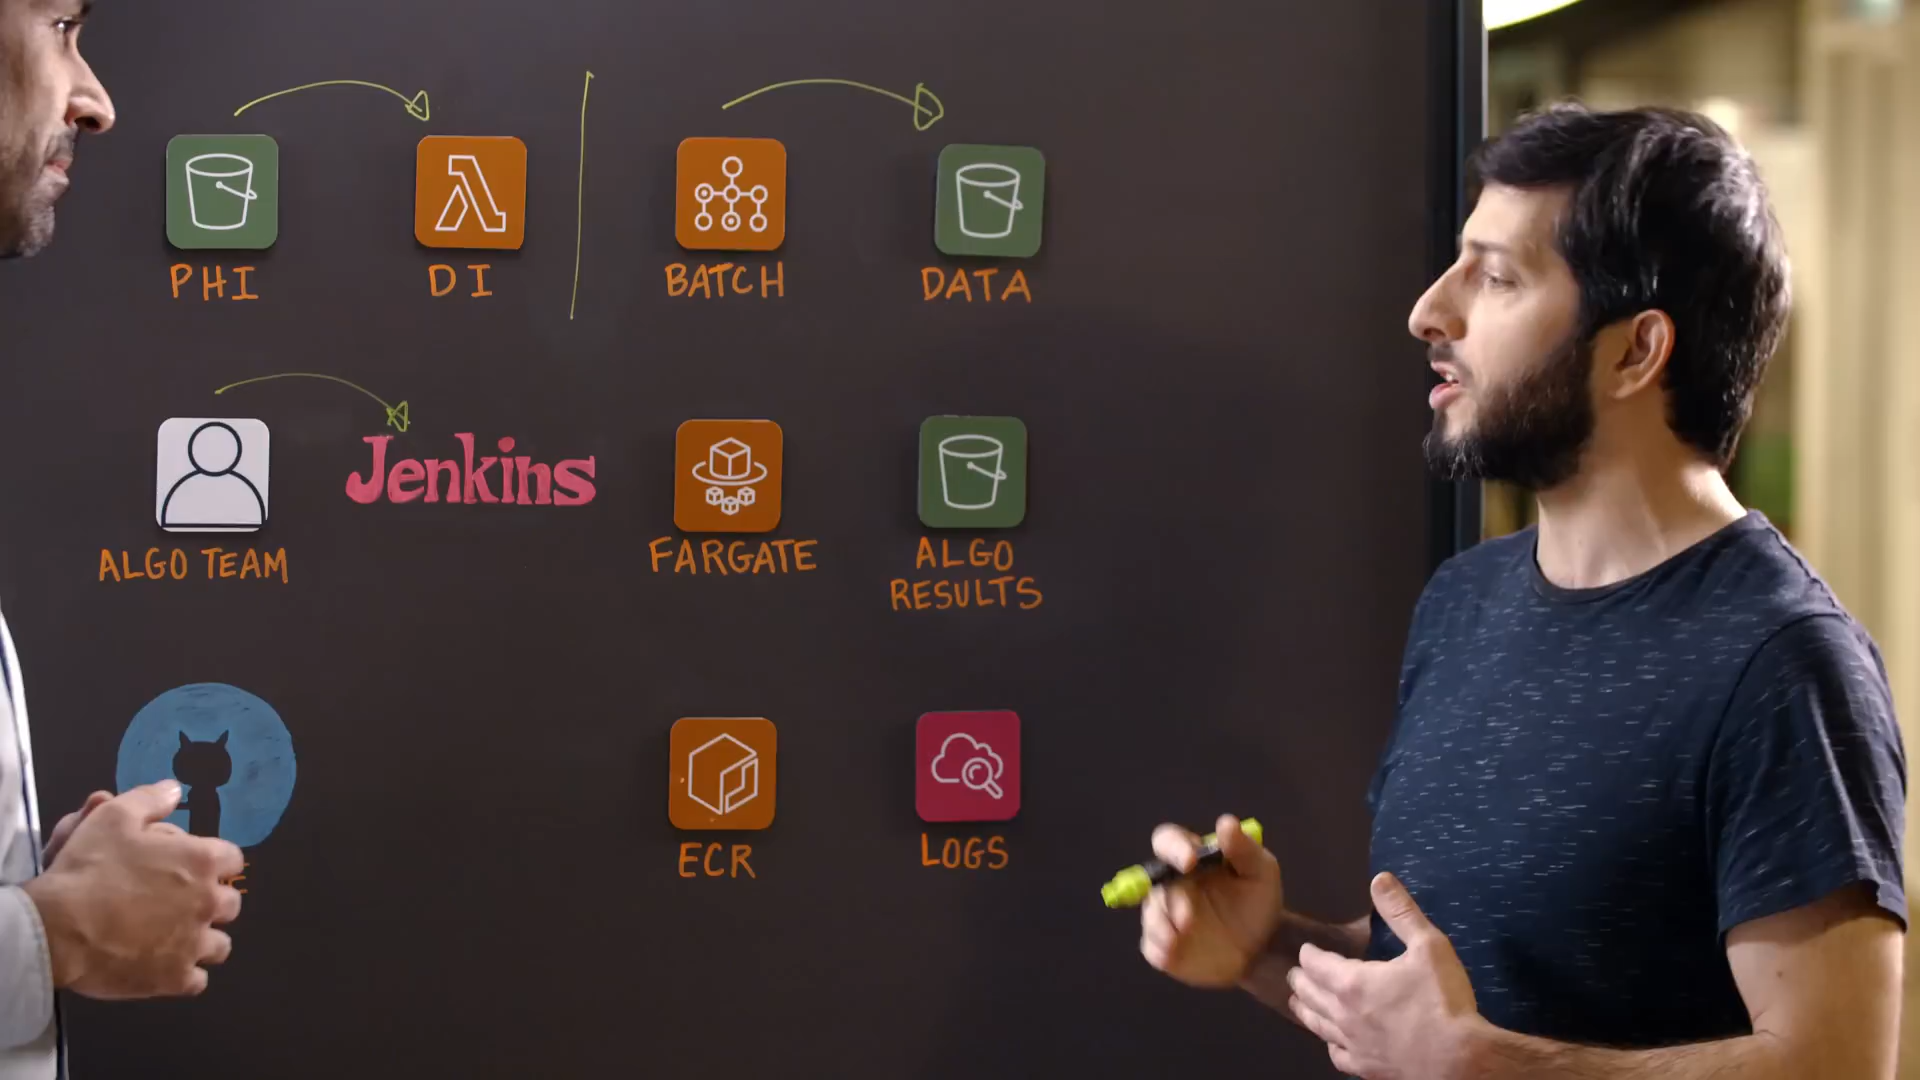 PHI
DI
BATCH
DATA
Jenkins
ALGO TEAM
FARGATE
ALGO
RESULTS
ECR
LOGS